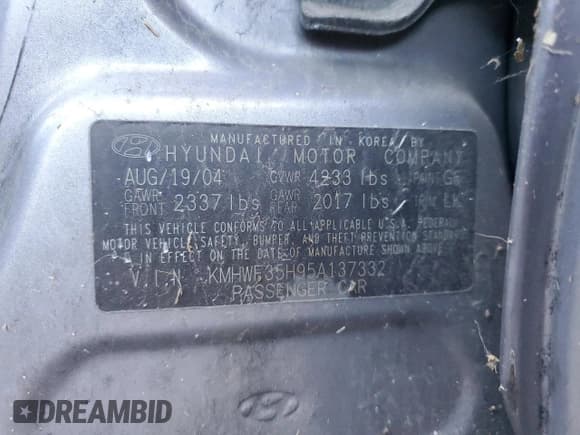 MANUFACTURED IN KOREA BY
HYUNDAI MOTOR COMPANY
AUG/19/04 GVWR 4233 lbs PAINT
GAWR FRONT 2337 lbs GAWR REAR 2017 lbs LK
THIS VEHICLE CONFORMS TO ALL APPLICABLE U.S.A. FEDERAL
MOTOR VEHICLE SAFETY, BUMPER, AND THEFT PREVENTION STANDARDS
IN EFFECT ON THE DATE OF MANUFACTURE SHOWN ABOVE.
V.I.N. KMHWF35H95A137332
PASSENGER CAR
DREAMBID